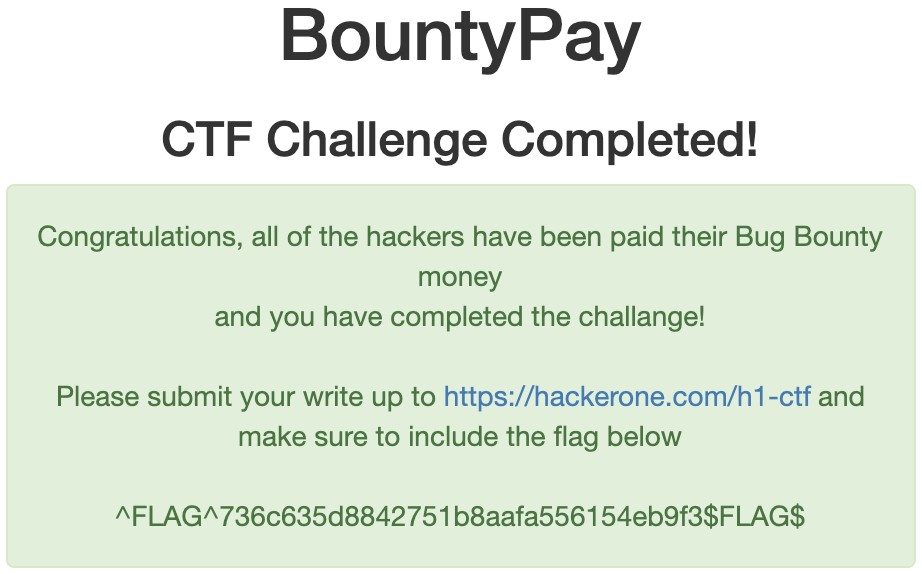 BountyPay
CTF Challenge Completed!
Congratulations, all of the hackers have been paid their Bug Bounty
money
and you have completed the challange!
Please submit your write up to https://hackerone.com/h1-ctf and
make sure to include the flag below
^FLAG^736c635d8842751b8aafa556154eb9f3$FLAG$